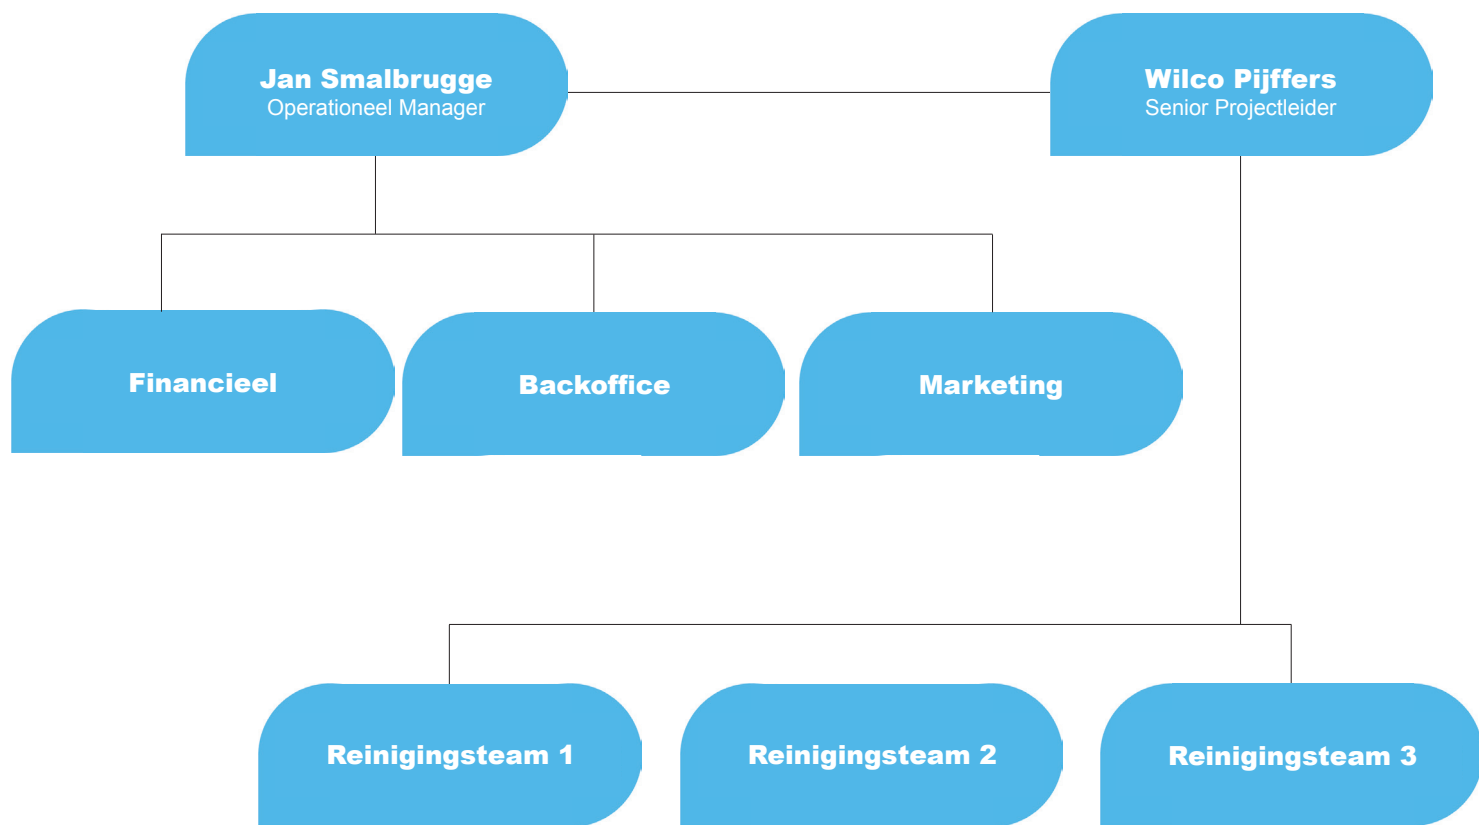 Jan Smalbrugge
Operationeel Manager
Wilco Pijffers
Senior Projectleider
Financieel
Backoffice
Marketing
Reinigingsteam 1
Reinigingsteam 2
Reinigingsteam 3